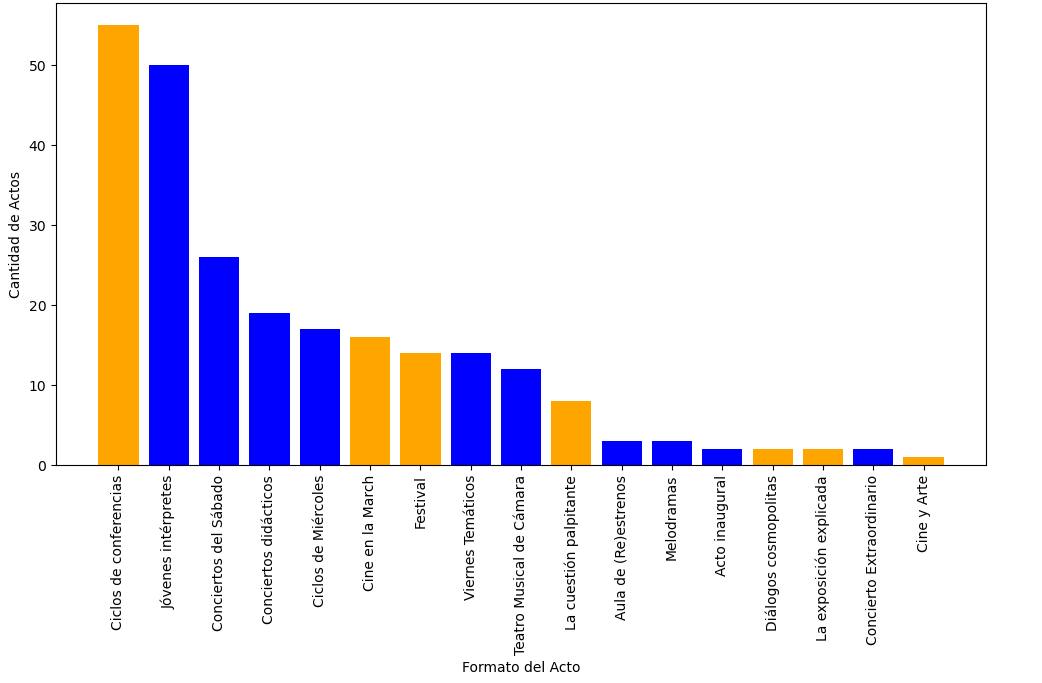 Cantidad de Actos
50
40
30
20
10
0
Ciclos de conferencias
Jóvenes intérpretes
Conciertos del Sábado
Conciertos didácticos
Ciclos de Miércoles
Cine en la March
Festival
Viernes Temáticos
Teatro Musical de Cámara
La cuestión palpitante
Aula de (Re)estrenos
Melodramas
Acto inaugural
Diálogos cosmopolitas
La exposición explicada
Concierto Extraordinario
Cine y Arte
Formato del Acto